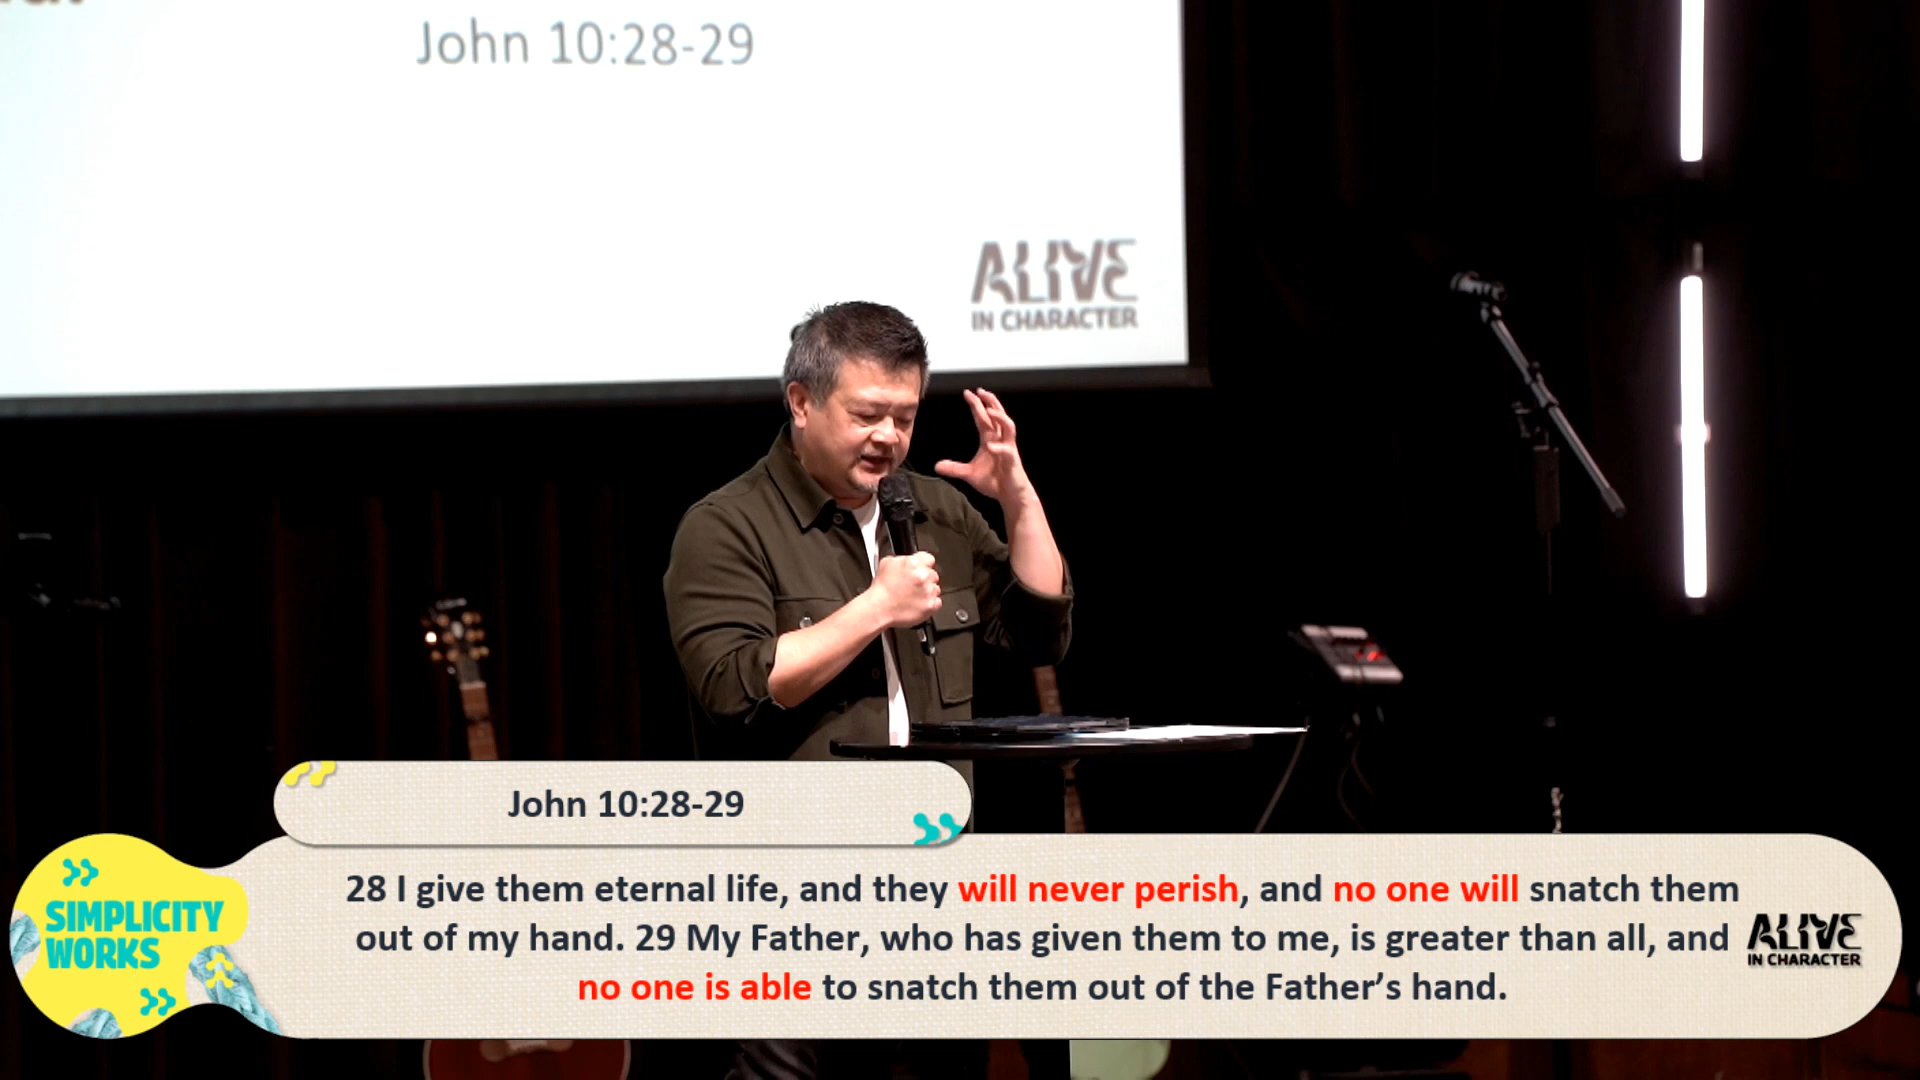 John 10:28-29
ALIVE
IN CHARACTER
John 10:28-29
SIMPLICITY
WORKS
28 I give them eternal life, and they will never perish, and no one will snatch them
out of my hand. 29 My Father, who has given them to me, is greater than all, and
no one is able to snatch them out of the Father’s hand.
ALIVE
IN CHARACTER